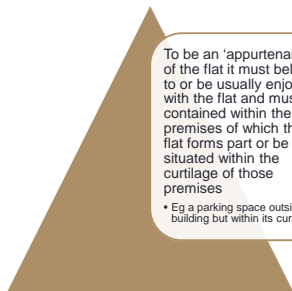 To be an ‘appurtenan
of the flat it must bel
to or be usually enjo
with the flat and mus
contained within the
premises of which th
flat forms part or be
situated within the
curtilage of those
premises
• Eg a parking space outsi
building but within its cur